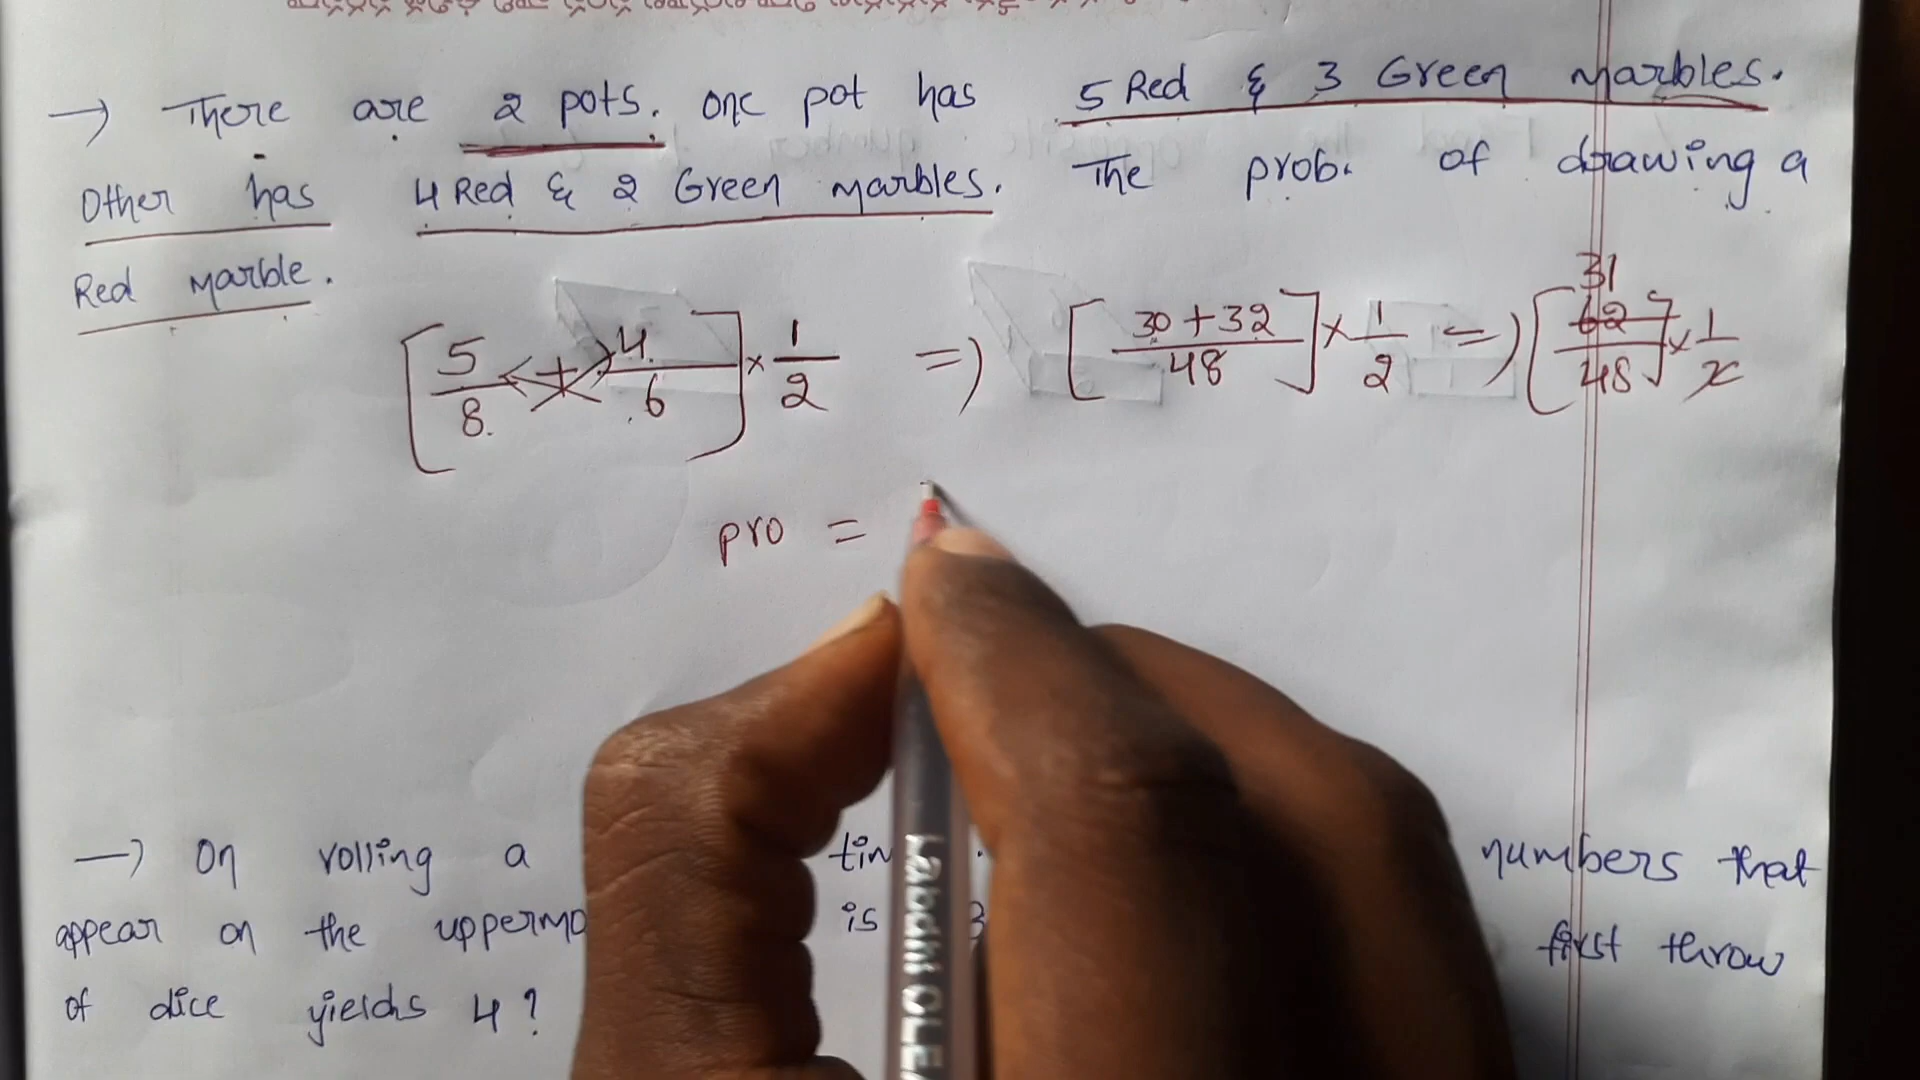 → There are 2 pots. One pot has 5 Red & 3 Green marbles.
Other has 4 Red & 2 Green marbles. The prob. of drawing a
Red marble.
[5/8 + 4/6] × 1/2 ⇒ [30+32/48] × 1/2 ⇒ [62/48] × 1/2
31
pro =
→ On rolling a numbers that
appear on the is 3 first throw
of dice yields 4?